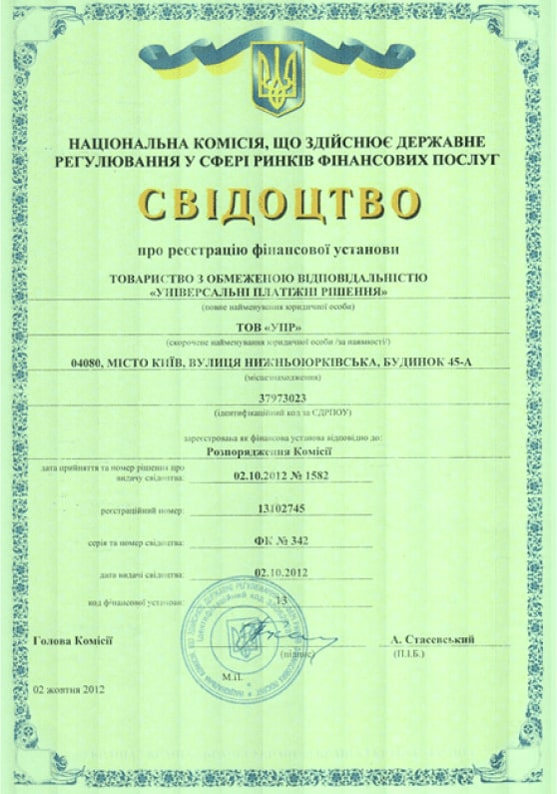 НАЦІОНАЛЬНА КОМІСІЯ, ЩО ЗДІЙСНЮЄ ДЕРЖАВНЕ
РЕГУЛЮВАННЯ У СФЕРІ РИНКІВ ФІНАНСОВИХ ПОСЛУГ
СВІДОЦТВО
про реєстрацію фінансової установи
ТОВАРИСТВО З ОБМЕЖЕНОЮ ВІДПОВІДАЛЬНІСТЮ
«УНІВЕРСАЛЬНІ ПЛАТІЖНІ РІШЕННЯ»
(повне найменування юридичної особи)
ТОВ «УПР»
(скорочене найменування юридичної особи /за наявності/)
04080, МІСТО КИЇВ, ВУЛИЦЯ НИЖНЬОЮРКІВСЬКА, БУДИНОК 45-А
(місцезнаходження)
37973023
(ідентифікаційний код за ЄДРПОУ)
зареєстрована як фінансова установа відповідно до:
Розпорядження Комісії
дата прийняття та номер рішення про
видачу свідоцтва: 02.10.2012 № 1582
реєстраційний номер: 13102745
серія та номер свідоцтва: ФК № 342
дата видачі свідоцтва: 02.10.2012
код фінансової установи: 13
Голова Комісії
А. Стасевський
(підпис)
(П.І.Б.)
М.П.
02 жовтня 2012